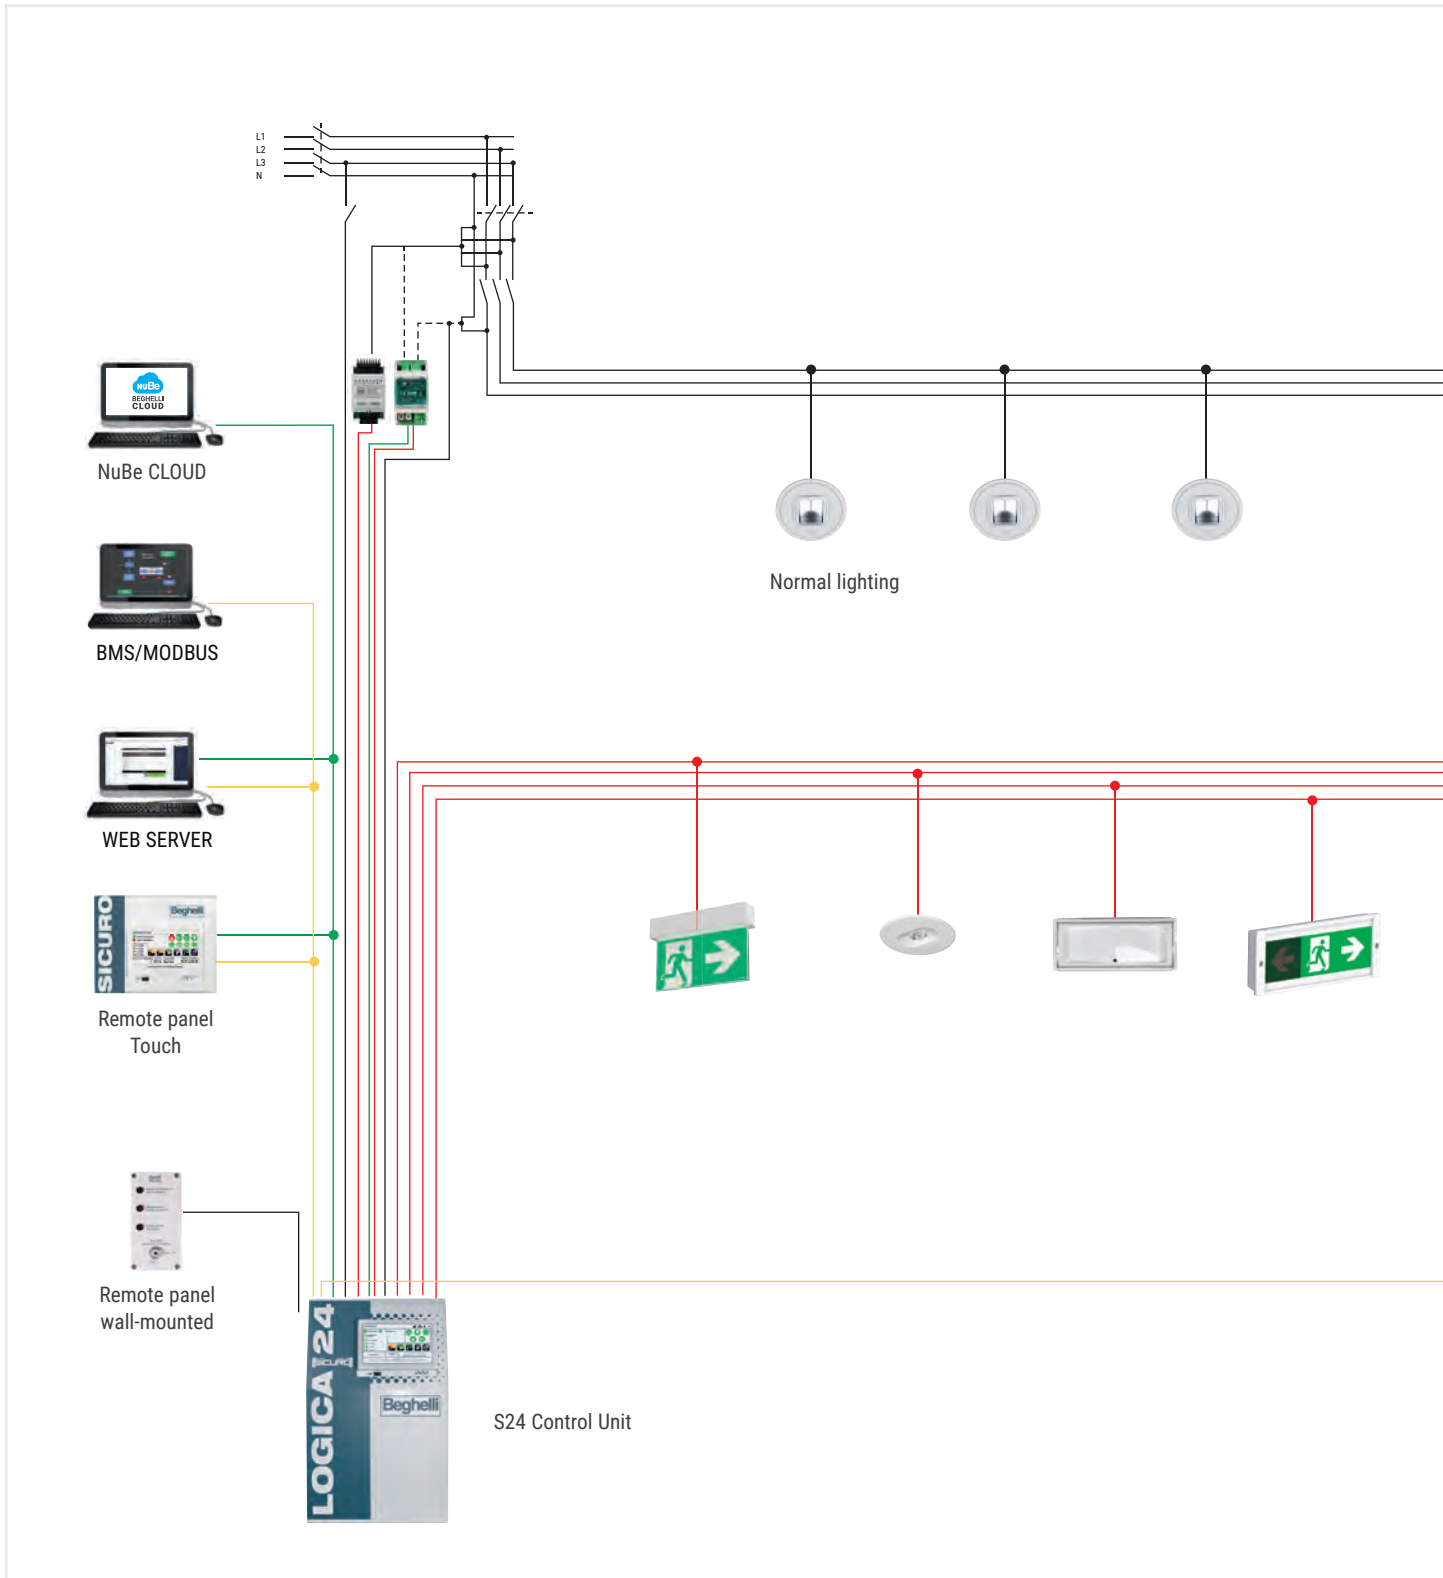 L1
L2
L3
N
NUBe
BEGHELLI
CLOUD
NuBe CLOUD
Normal lighting
BMS/MODBUS
WEB SERVER
SICURO
Beghelli
Remote panel
Touch
Remote panel
wall-mounted
LOGICA 24
SICURO
Beghelli
S24 Control Unit